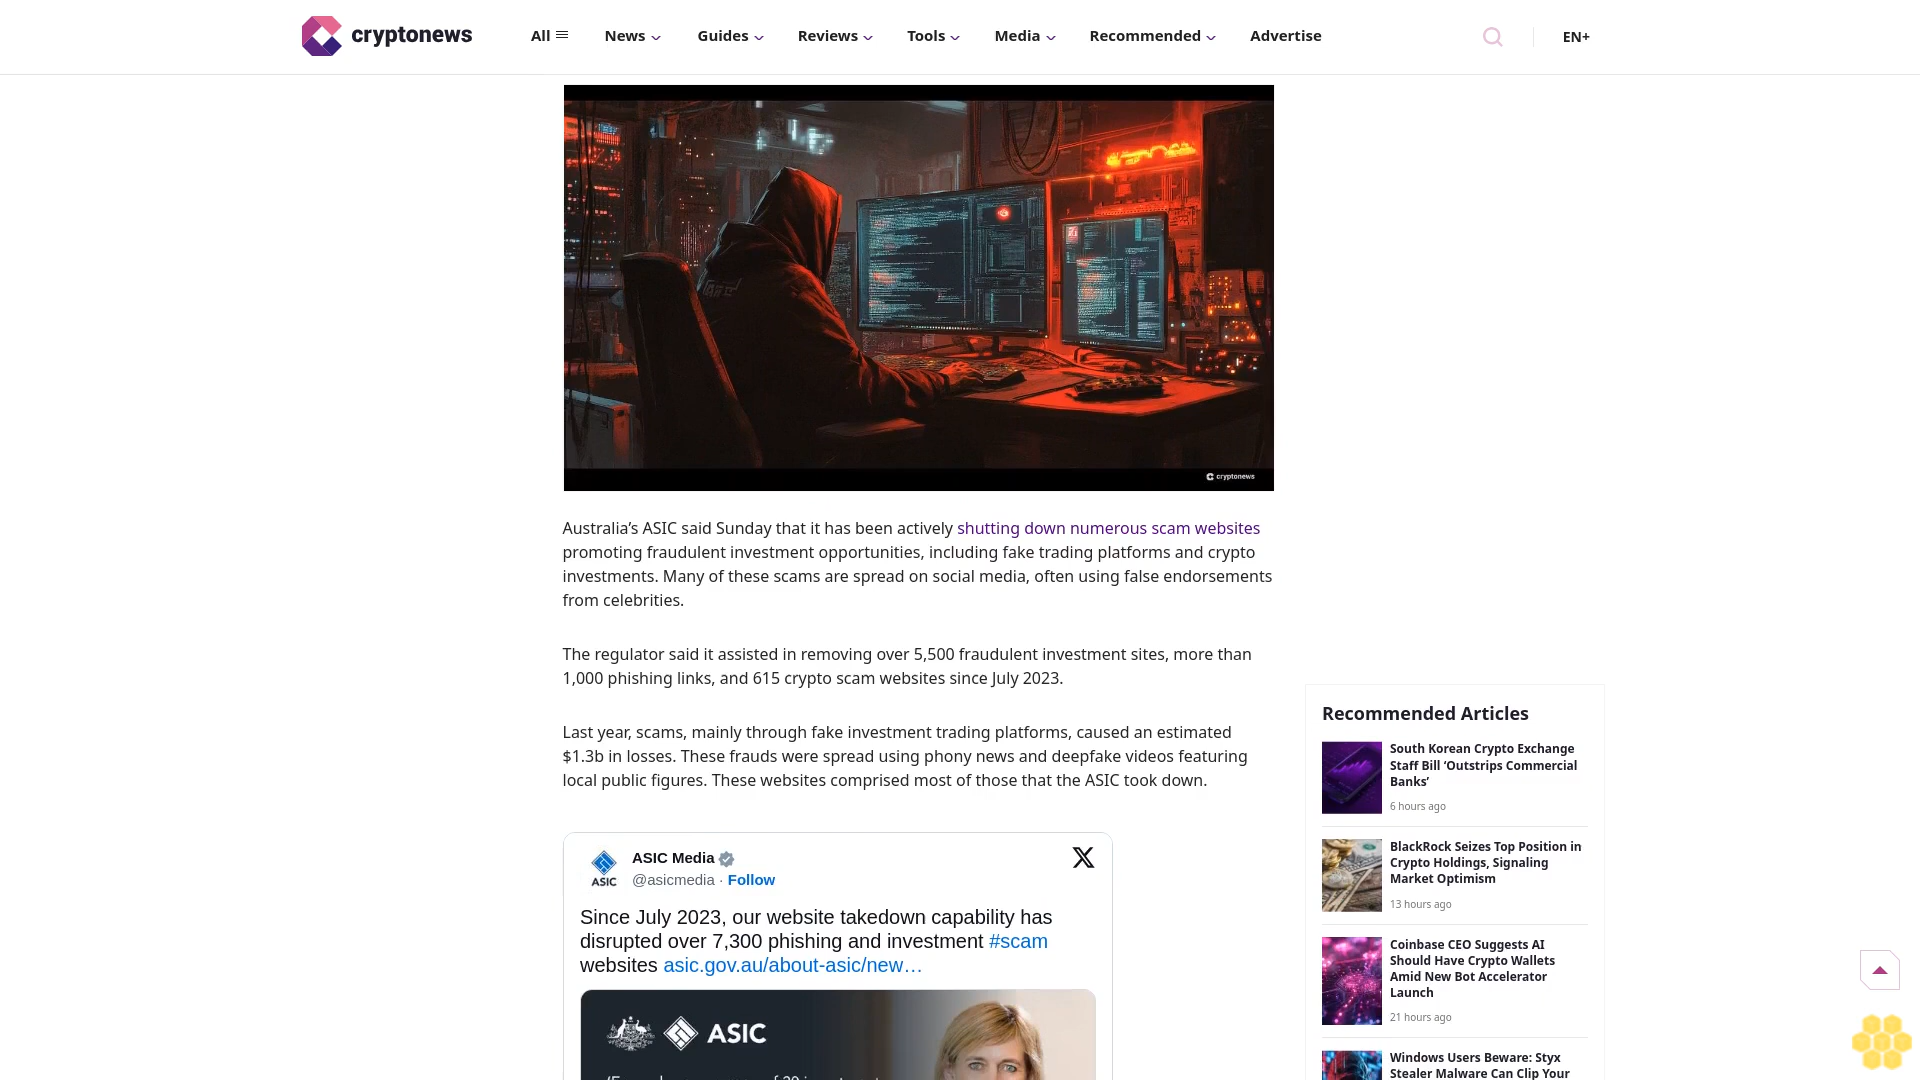 cryptonews
All
News
Guides
Reviews
Tools
Media
Recommended
Advertise
EN+
cryptonews
Australia’s ASIC said Sunday that it has been actively shutting down numerous scam websites
promoting fraudulent investment opportunities, including fake trading platforms and crypto
investments. Many of these scams are spread on social media, often using false endorsements
from celebrities.
The regulator said it assisted in removing over 5,500 fraudulent investment sites, more than
1,000 phishing links, and 615 crypto scam websites since July 2023.
Last year, scams, mainly through fake investment trading platforms, caused an estimated
$1.3b in losses. These frauds were spread using phony news and deepfake videos featuring
local public figures. These websites comprised most of those that the ASIC took down.
ASIC
ASIC Media
@asicmedia · Follow
Since July 2023, our website takedown capability has
disrupted over 7,300 phishing and investment #scam
websites asic.gov.au/about-asic/new…
ASIC
Recommended Articles
South Korean Crypto Exchange
Staff Bill ‘Outstrips Commercial
Banks’
6 hours ago
BlackRock Seizes Top Position in
Crypto Holdings, Signaling
Market Optimism
13 hours ago
Coinbase CEO Suggests AI
Should Have Crypto Wallets
Amid New Bot Accelerator
Launch
21 hours ago
Windows Users Beware: Styx
Stealer Malware Can Clip Your